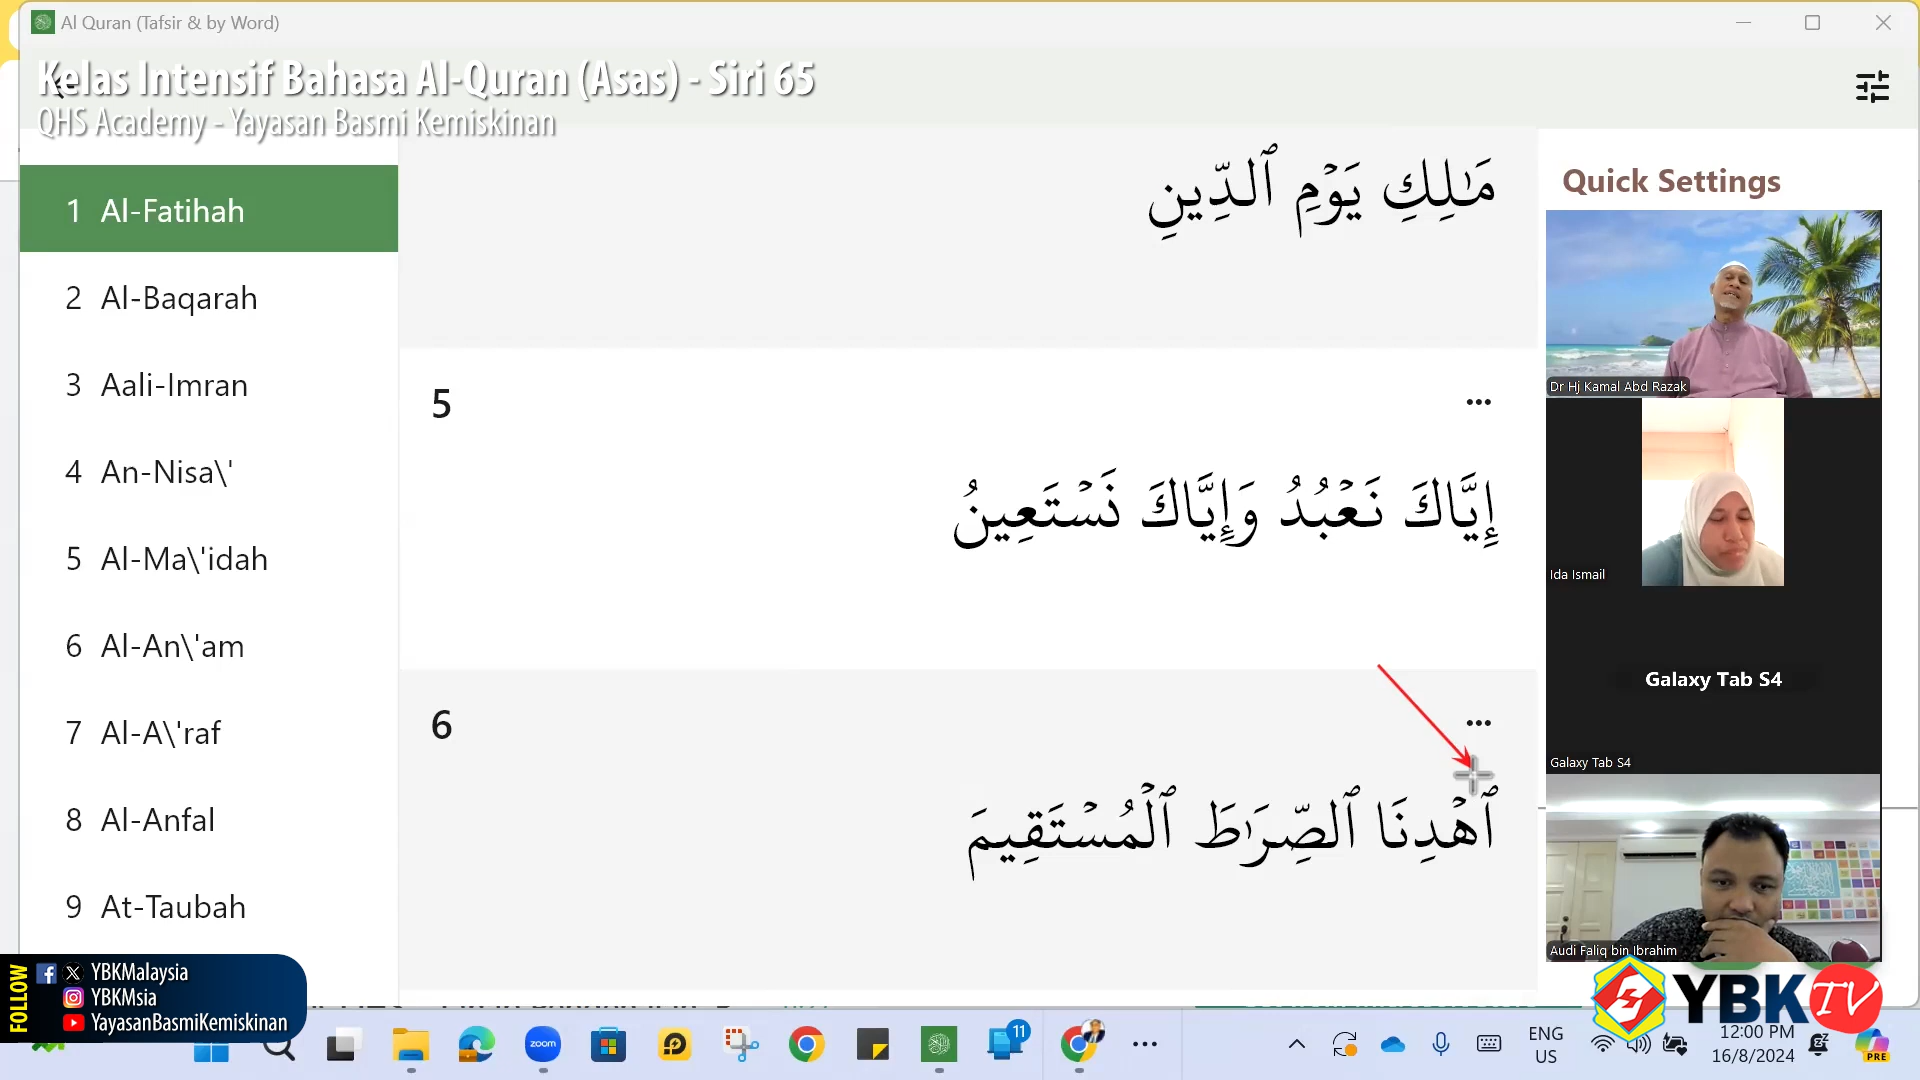 Al Quran (Tafsir & by Word)
Kelas Intensif Bahasa Al-Quran (Asas) - Siri 65
QHS Academy - Yayasan Basmi Kemiskinan
1 Al-Fatihah
2 Al-Baqarah
3 Aali-Imran
4 An-Nisa\'
5 Al-Ma\'idah
6 Al-An\'am
7 Al-A\'raf
8 Al-Anfal
9 At-Taubah
مَـٰلِكِ يَوْمِ ٱلدِّينِ
5
إِيَّاكَ نَعْبُدُ وَإِيَّاكَ نَسْتَعِينُ
6
ٱهْدِنَا ٱلصِّرَٰطَ ٱلْمُسْتَقِيمَ
Quick Settings
Dr Hj Kamal Abd Razak
Ida Ismail
Galaxy Tab S4
Galaxy Tab S4
Audi Faliq bin Ibrahim
FOLLOW
YBKMalaysia
YBKMsia
YayasanBasmiKemiskinan
YBK TV
zoom
11
ENG
US
12:00 PM
16/8/2024
PRE